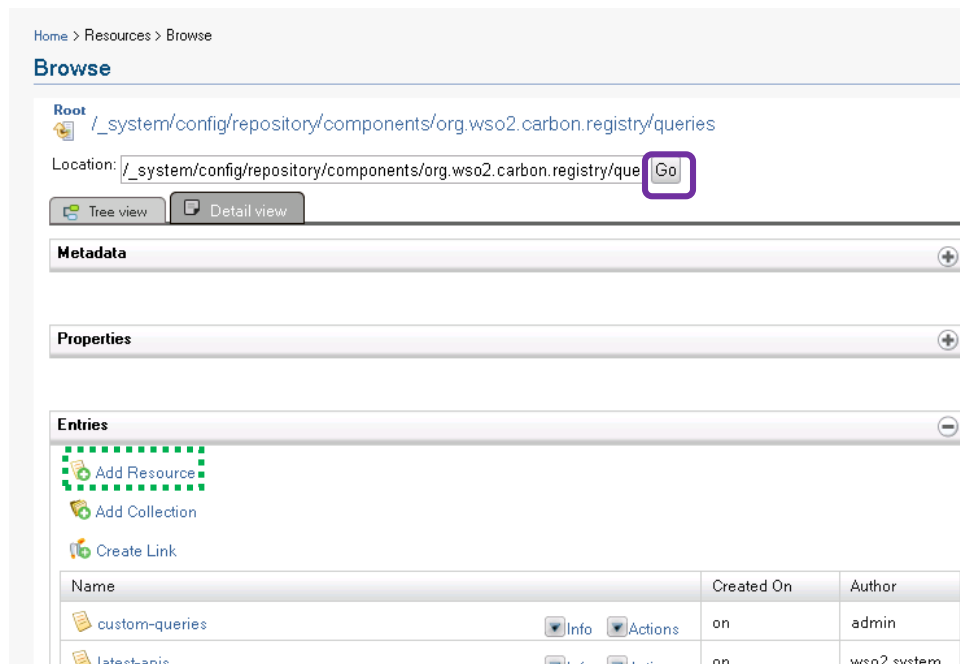 Home > Resources > Browse
Browse
Root
/_system/config/repository/components/org.wso2.carbon.registry/queries
Location: /_system/config/repository/components/org.wso2.carbon.registry/que Go
Tree view Detail view
Metadata
Properties
Entries
Add Resource
Add Collection
Create Link
Name Created On Author
custom-queries Info Actions on admin
latest-apis Info Actions on wso2.system